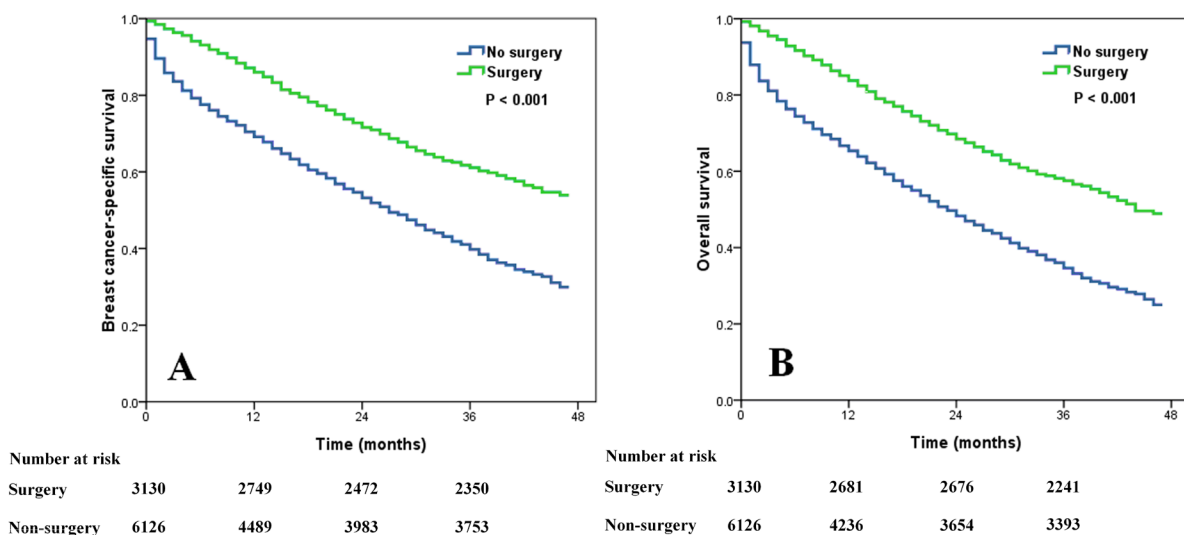 1.0
0.8
0.6
0.4
0.2
0.0
Breast cancer-specific survival
No surgery
Surgery
P < 0.001
A
0 12 24 36 48
Time (months)
Number at risk
Surgery 3130 2749 2472 2350
Non-surgery 6126 4489 3983 3753
1.0
0.8
0.6
0.4
0.2
0.0
Overall survival
No surgery
Surgery
P < 0.001
B
0 12 24 36 48
Time (months)
Number at risk
Surgery 3130 2681 2676 2241
Non-surgery 6126 4236 3654 3393